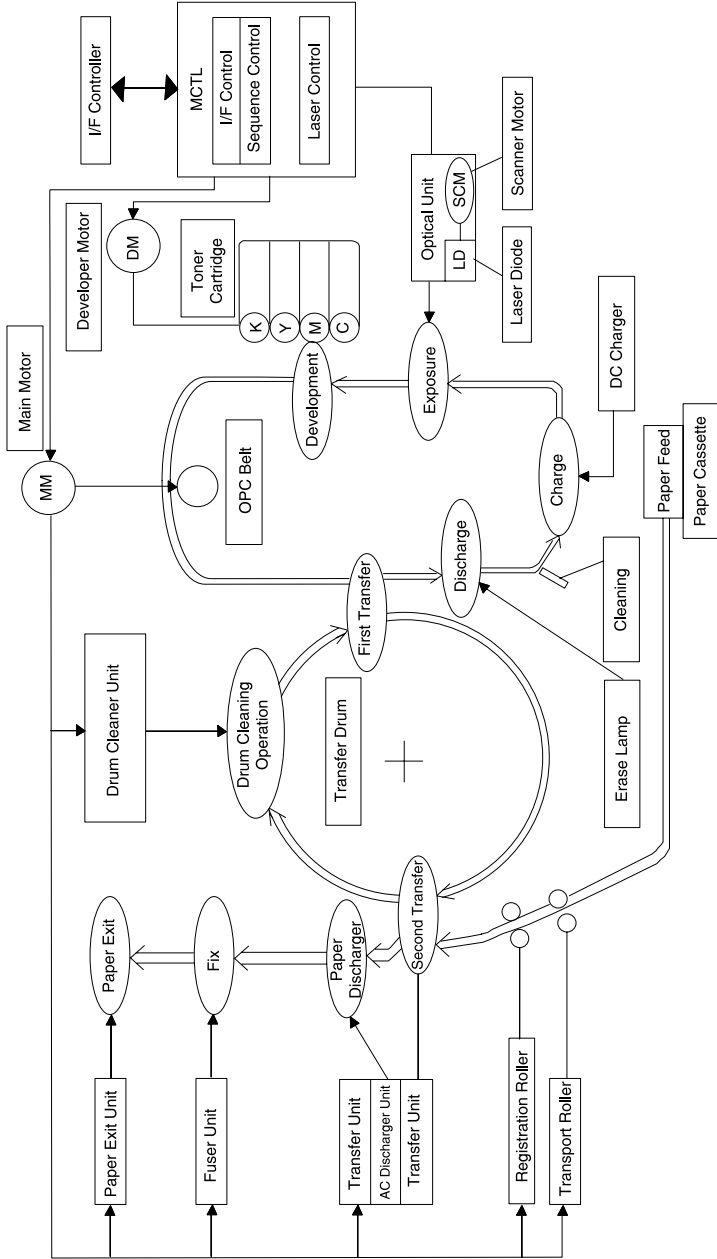 I/F Controller
MCTL
I/F Control
Sequence Control
Laser Control
Developer Motor
DM
Toner
Cartridge
K
Y
M
C
Optical Unit
LD
SCM
Laser Diode
Scanner Motor
Main Motor
MM
OPC Belt
Development
Exposure
Charge
DC Charger
Discharge
Cleaning
Erase Lamp
First Transfer
Paper Feed
Paper Cassette
Drum Cleaner Unit
Drum Cleaning
Operation
Transfer Drum
Second Transfer
Paper
Discharger
Fix
Paper Exit
Paper Exit Unit
Fuser Unit
Transfer Unit
AC Discharger Unit
Transfer Unit
Registration Roller
Transport Roller